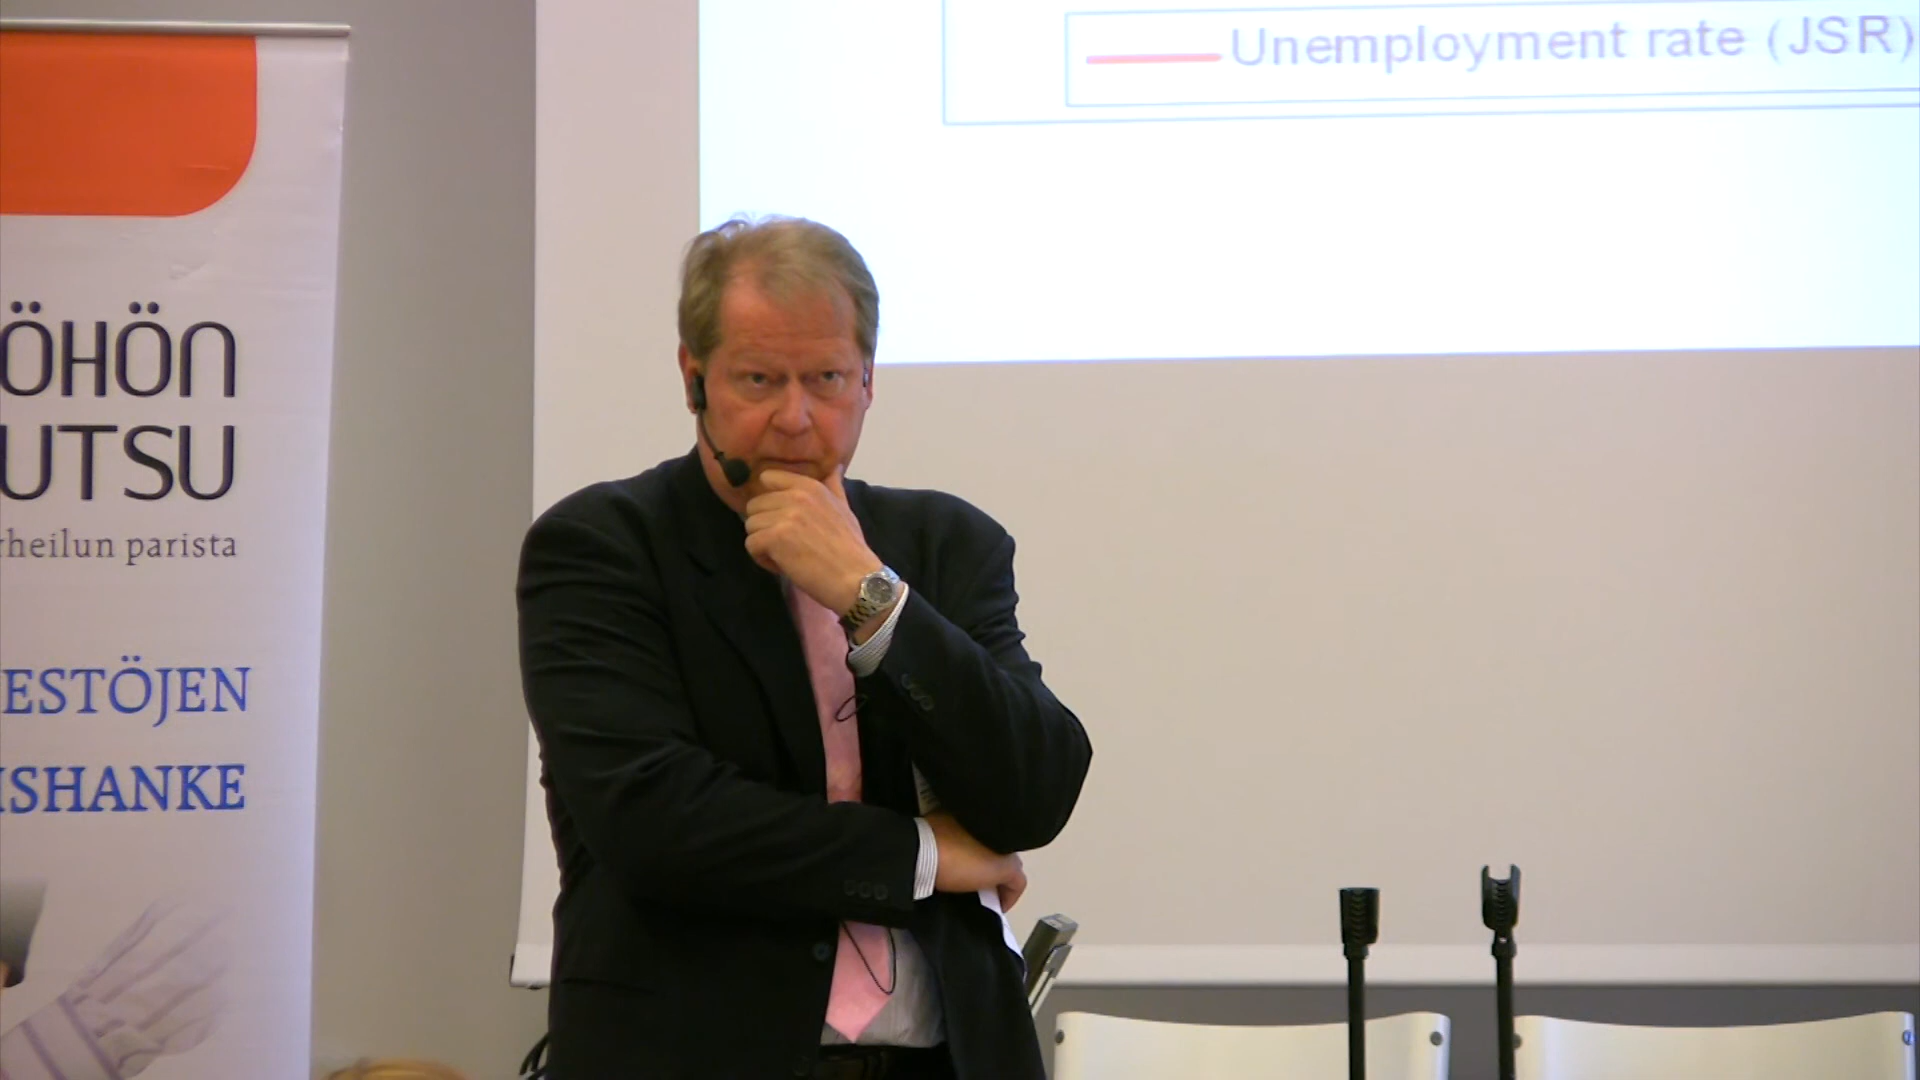 ÖHÖN
UTSU
rheilun parista
ESTÖJEN
ISHANKE
Unemployment rate (JSR)